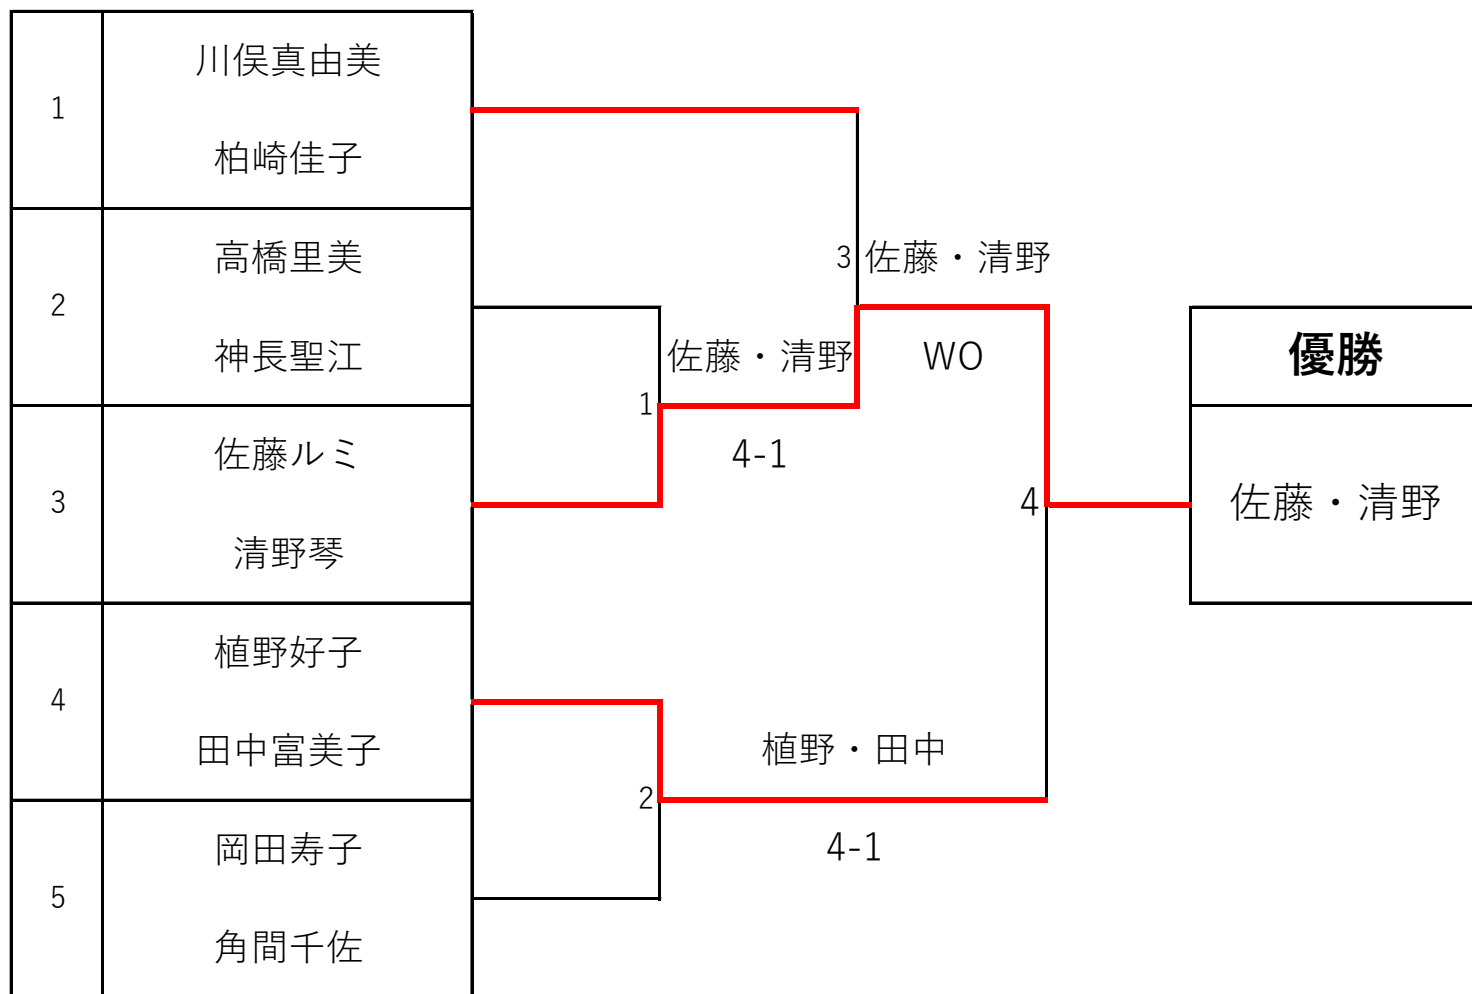 1
川俣真由美
柏崎佳子
2
高橋里美
神長聖江
3
佐藤ルミ
清野琴
4
植野好子
田中富美子
5
岡田寿子
角間千佐
1
佐藤・清野
4-1
2
植野・田中
4-1
3
佐藤・清野
WO
4
優勝
佐藤・清野